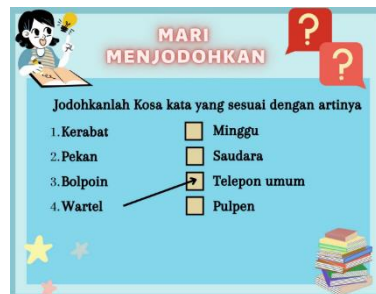 MARI
MENJODOHKAN
Jodohkanlah Kosa kata yang sesuai dengan artinya
1. Kerabat Minggu
2. Pekan Saudara
3. Bolpoin Telepon umum
4. Wartel Pulpen